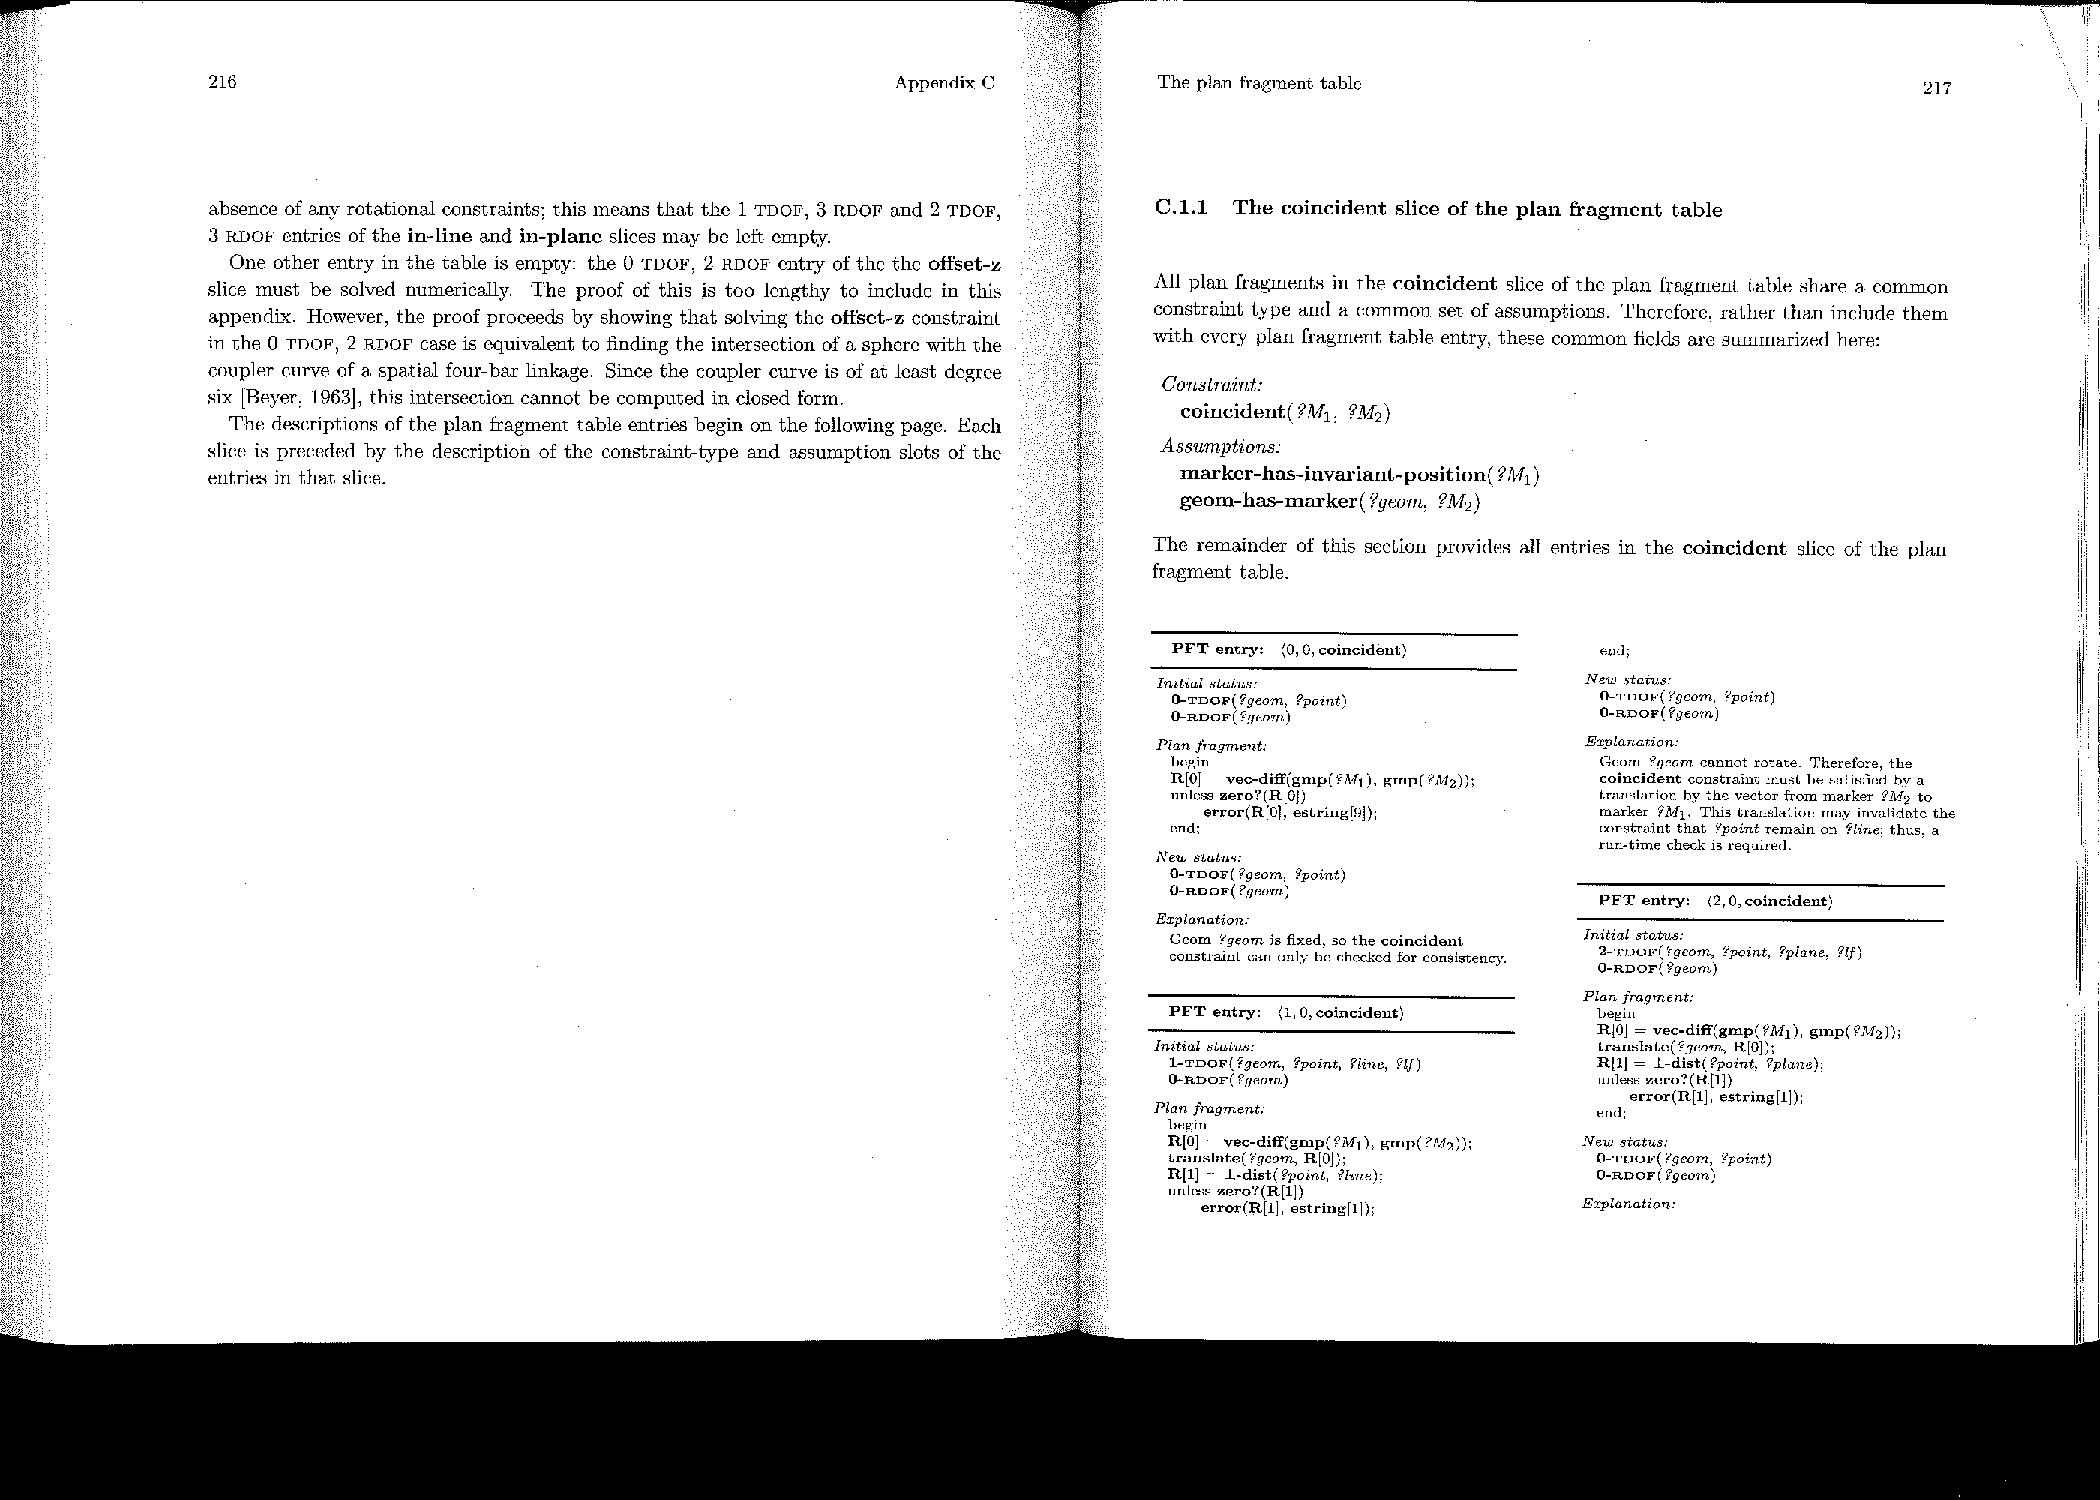 216
Appendix C
absence of any rotational constraints; this means that the 1 TDOF, 3 RDOF and 2 TDOF,
3 RDOF entries of the in-line and in-plane slices may be left empty.
One other entry in the table is empty: the 0 TDOF, 2 RDOF entry of the the offset-z
slice must be solved numerically. The proof of this is too lengthy to include in this
appendix. However, the proof proceeds by showing that solving the offset-z constraint
in the 0 TDOF, 2 RDOF case is equivalent to finding the intersection of a sphere with the
coupler curve of a spatial four-bar linkage. Since the coupler curve is of at least degree
six [Beyer, 1963], this intersection cannot be computed in closed form.
The descriptions of the plan fragment table entries begin on the following page. Each
slice is preceded by the description of the constraint-type and assumption slots of the
entries in that slice.
The plan fragment table
217
C.1.1 The coincident slice of the plan fragment table
All plan fragments in the coincident slice of the plan fragment table share a common
constraint type and a common set of assumptions. Therefore, rather than include them
with every plan fragment table entry, these common fields are summarized here:
Constraint:
coincident(?M₁, ?M₂)
Assumptions:
marker-has-invariant-position(?M₁)
geom-has-marker(?geom, ?M₂)
The remainder of this section provides all entries in the coincident slice of the plan
fragment table.
PFT entry: ⟨0, 0, coincident⟩
Initial status:
0-TDOF(?geom, ?point)
0-RDOF(?geom)
Plan fragment:
begin
R[0] = vec-diff(gmp(?M₁), gmp(?M₂));
unless zero?(R[0])
error(R[0], estring[9]);
end;
New status:
0-TDOF(?geom, ?point)
0-RDOF(?geom)
Explanation:
Geom ?geom is fixed, so the coincident
constraint can only be checked for consistency.
PFT entry: ⟨1, 0, coincident⟩
Initial status:
1-TDOF(?geom, ?point, ?line, ?lf)
0-RDOF(?geom)
Plan fragment:
begin
R[0] = vec-diff(gmp(?M₁), gmp(?M₂));
translate(?geom, R[0]);
R[1] = ⊥-dist(?point, ?line);
unless zero?(R[1])
error(R[1], estring[1]);
end;
New status:
0-TDOF(?geom, ?point)
0-RDOF(?geom)
Explanation:
Geom ?geom cannot rotate. Therefore, the
coincident constraint must be satisfied by a
translation by the vector from marker ?M₂ to
marker ?M₁. This translation may invalidate the
constraint that ?point remain on ?line; thus, a
run-time check is required.
PFT entry: ⟨2, 0, coincident⟩
Initial status:
2-TDOF(?geom, ?point, ?plane, ?lf)
0-RDOF(?geom)
Plan fragment:
begin
R[0] = vec-diff(gmp(?M₁), gmp(?M₂));
translate(?geom, R[0]);
R[1] = ⊥-dist(?point, ?plane);
unless zero?(R[1])
error(R[1], estring[1]);
end;
New status:
0-TDOF(?geom, ?point)
0-RDOF(?geom)
Explanation: